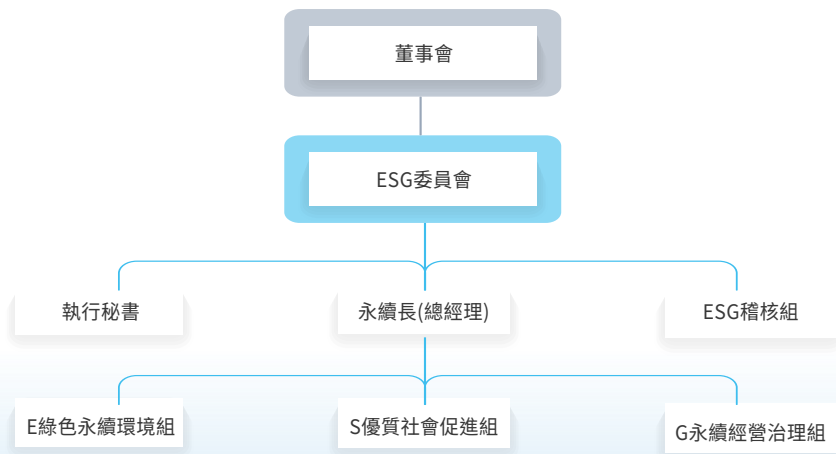 董事會
ESG委員會
執行秘書
永續長(總經理)
ESG稽核組
E綠色永續環境組
S優質社會促進組
G永續經營治理組